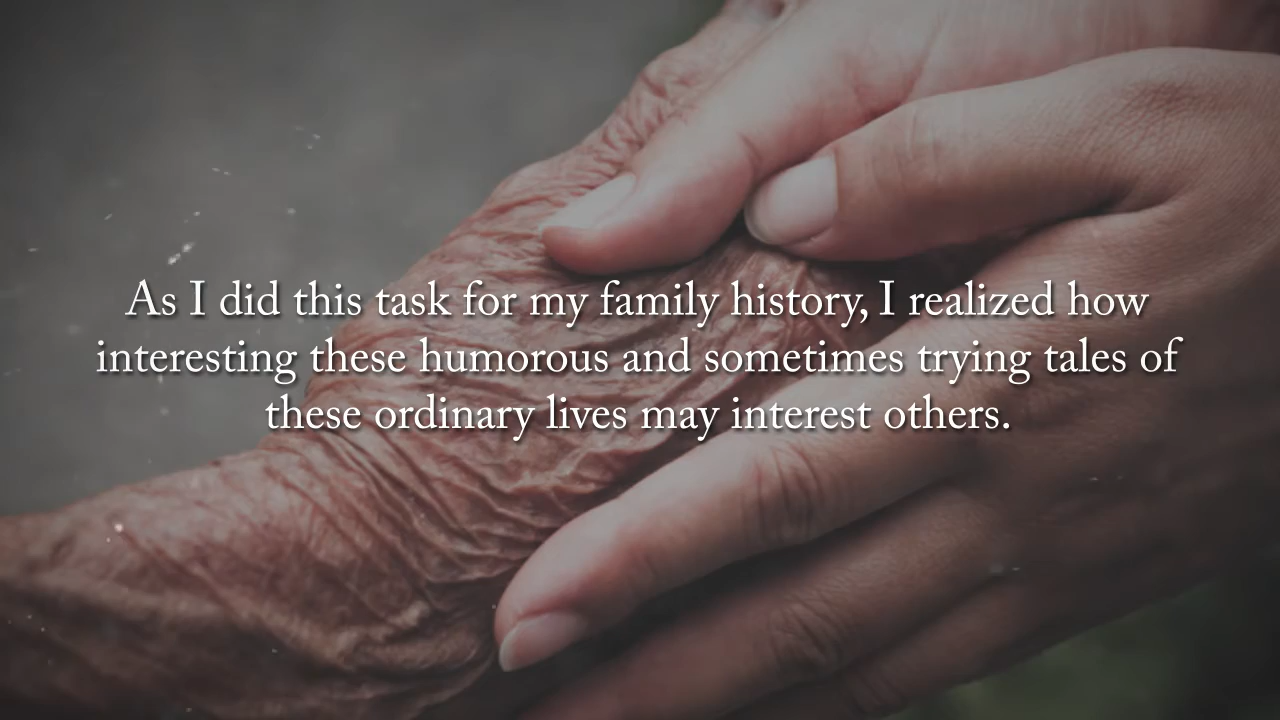 As I did this task for my family history, I realized how
interesting these humorous and sometimes trying tales of
these ordinary lives may interest others.